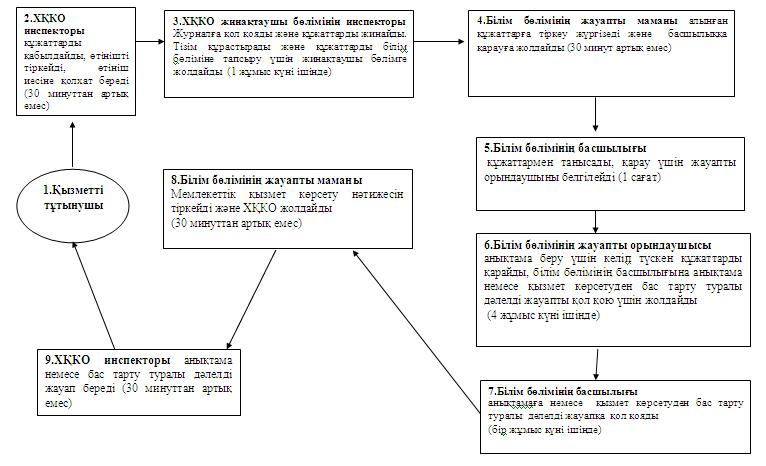 2.ХҚКО
инспекторы
құжаттарды
қабылдайды, өтінішті
тіркейді, өтініш
иесіне қолхат береді
(30 минуттан артық
емес)
3.ХҚКО жинақтаушы бөлімінің инспекторы
Журналға қол қояды және құжаттарды жинайды.
Тізім құрастырады және құжаттарды білім
бөліміне тапсыру үшін жинақтаушы бөлімге
жолдайды (1 жұмыс күні ішінде)
4.Білім бөлімінің жауапты маманы алынған
құжаттарға тіркеу жүргізеді және басшылыққа
қарауға жолдайды (30 минут артық емес)
5.Білім бөлімінің басшылығы
құжаттармен танысады, қарау үшін жауапты
орындаушыны белгілейді (1 сағат)
6.Білім бөлімінің жауапты орындаушысы
анықтама беру үшін келіп түскен құжаттарды
қарайды, білім бөлімінің басшылығына анықтама
немесе қызмет көрсетуден бас тарту туралы
дәлелді жауапты қол қою үшін жолдайды
(4 жұмыс күні ішінде)
7.Білім бөлімінің басшылығы
анықтамаға немесе қызмет көрсетуден бас тарту
туралы дәлелді жауапқа қол қояды
(бір жұмыс күні ішінде)
8.Білім бөлімінің жауапты маманы
Мемлекеттік қызмет көрсету нәтижесін
тіркейді және ХҚКО жолдайды
(30 минуттан артық емес)
9.ХҚКО инспекторы анықтама
немесе бас тарту туралы дәлелді
жауап береді (30 минуттан артық
емес)
1.Қызметті
тұтынушы